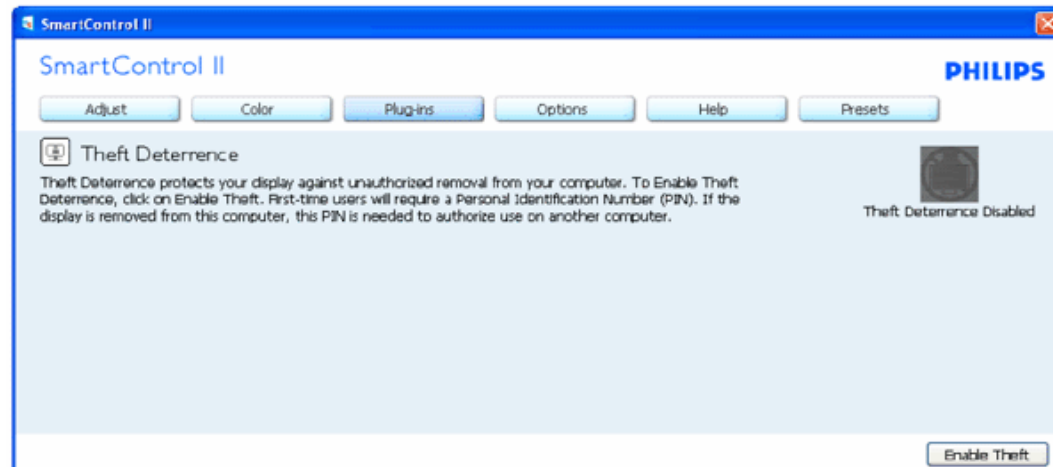 SmartControl II
SmartControl II
PHILIPS
Adjust
Color
Plug-ins
Options
Help
Presets
Theft Deterrence
Theft Deterrence protects your display against unauthorized removal from your computer. To Enable Theft
Deterrence, click on Enable Theft. First-time users will require a Personal Identification Number (PIN). If the
display is removed from this computer, this PIN is needed to authorize use on another computer.
Theft Deterrence Disabled
Enable Theft